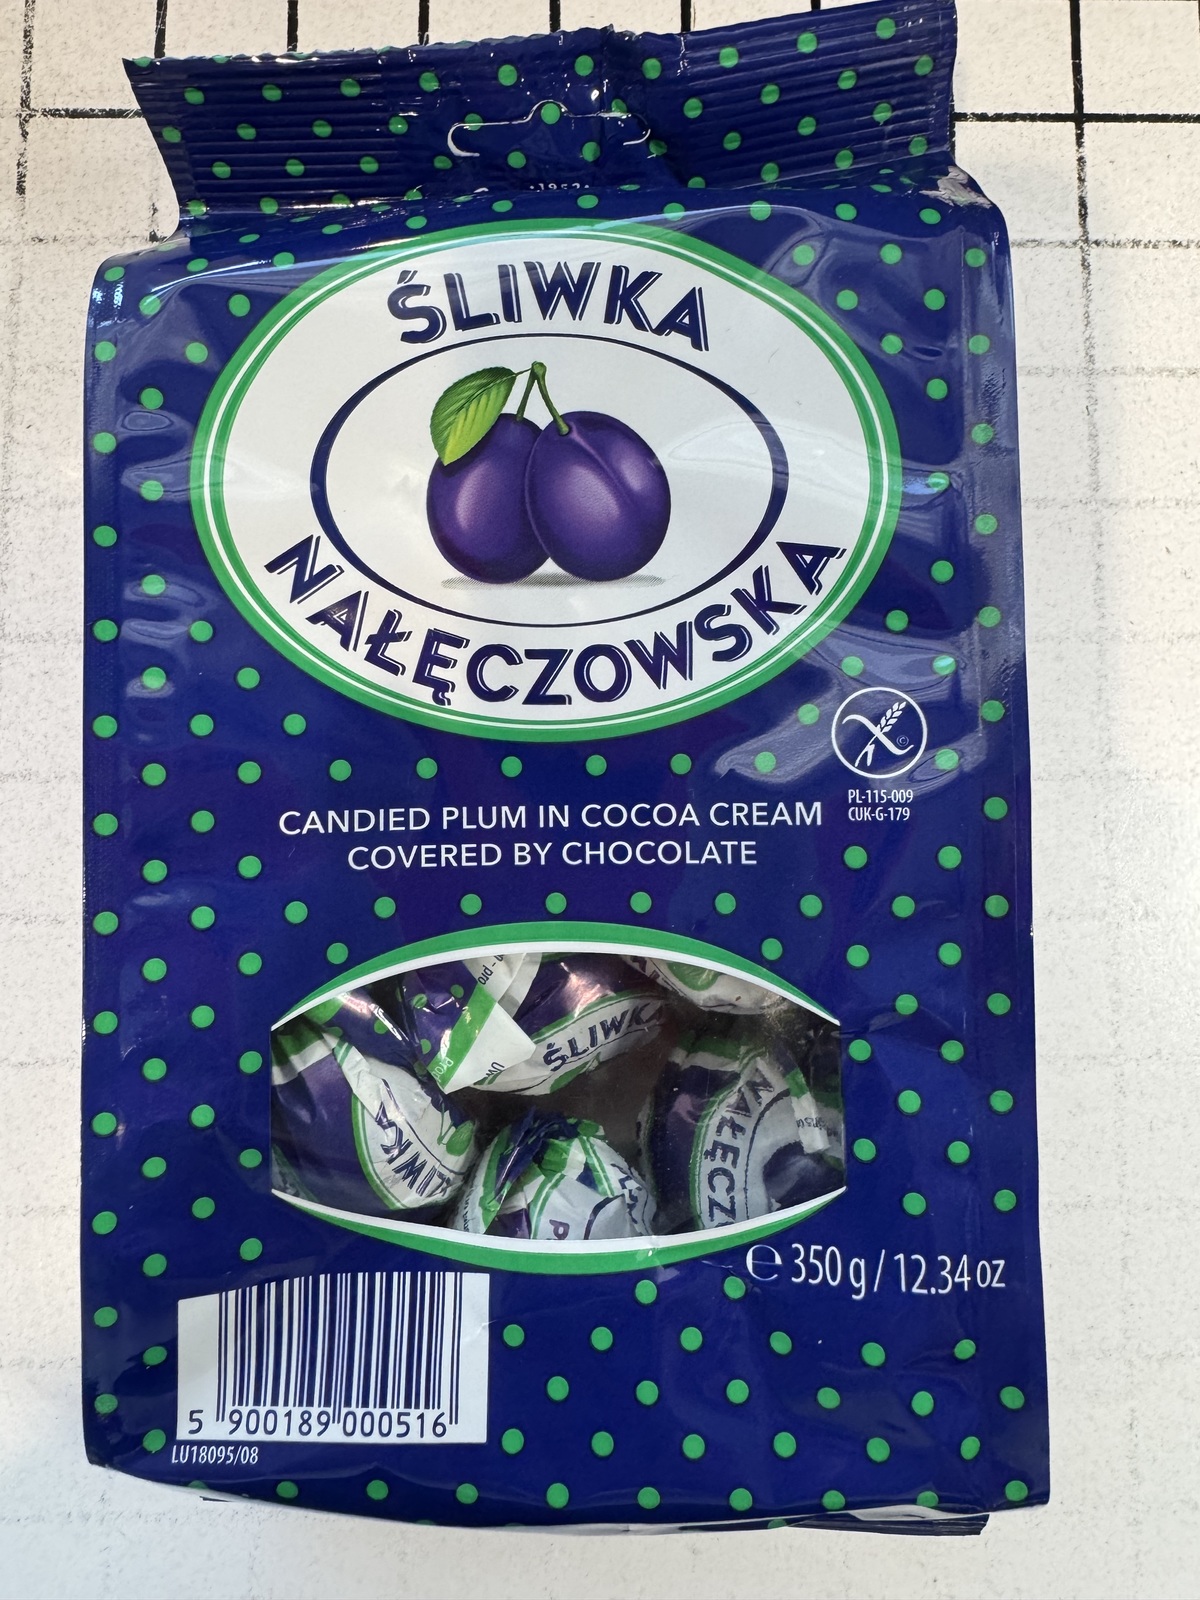 ·1952·
ŚLIWKA
NAŁĘCZOWSKA
©
PL-115-009
CUK-G-179
CANDIED PLUM IN COCOA CREAM
COVERED BY CHOCOLATE
ŚLIWKA
ŚLIWKA
NAŁĘCZ
℮ 350 g / 12.34 oz
5 900189 000516
LU18095/08